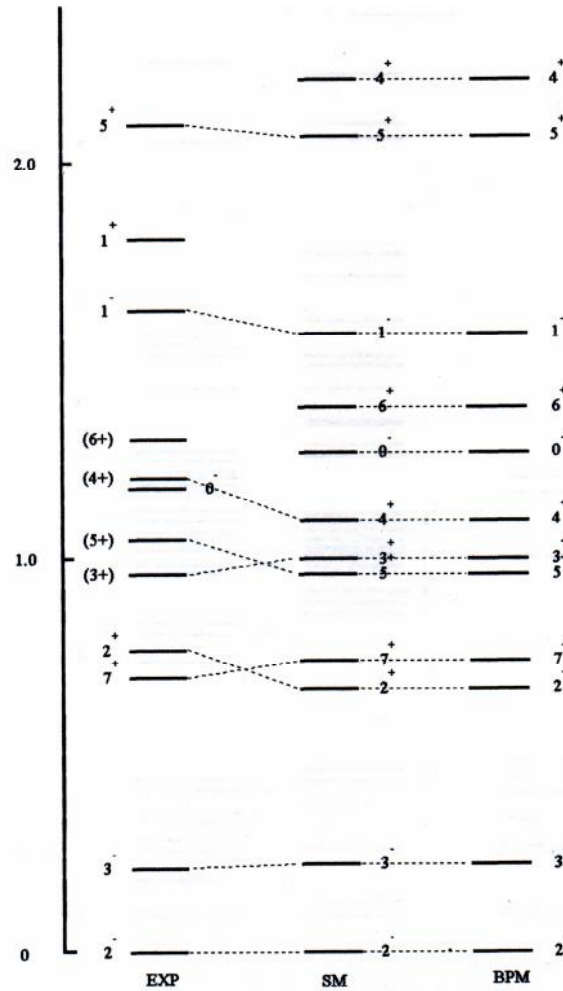 4⁺ 4⁺
5⁺ 5⁺ 5⁺
2.0
1⁺
1⁻ 1⁻ 1⁻
6⁺ 6⁺
(6+)
0⁻ 0⁻
(4+)
0⁻
4⁺ 4⁺
(5+)
1.0
3⁺ 3⁺
(3+) 5⁺ 5
2⁺
7⁺ 7⁺
7⁺
2⁺ 2⁺
3⁻ 3⁻ 3
0 2⁻ 2⁻ 2
EXP SM BPM